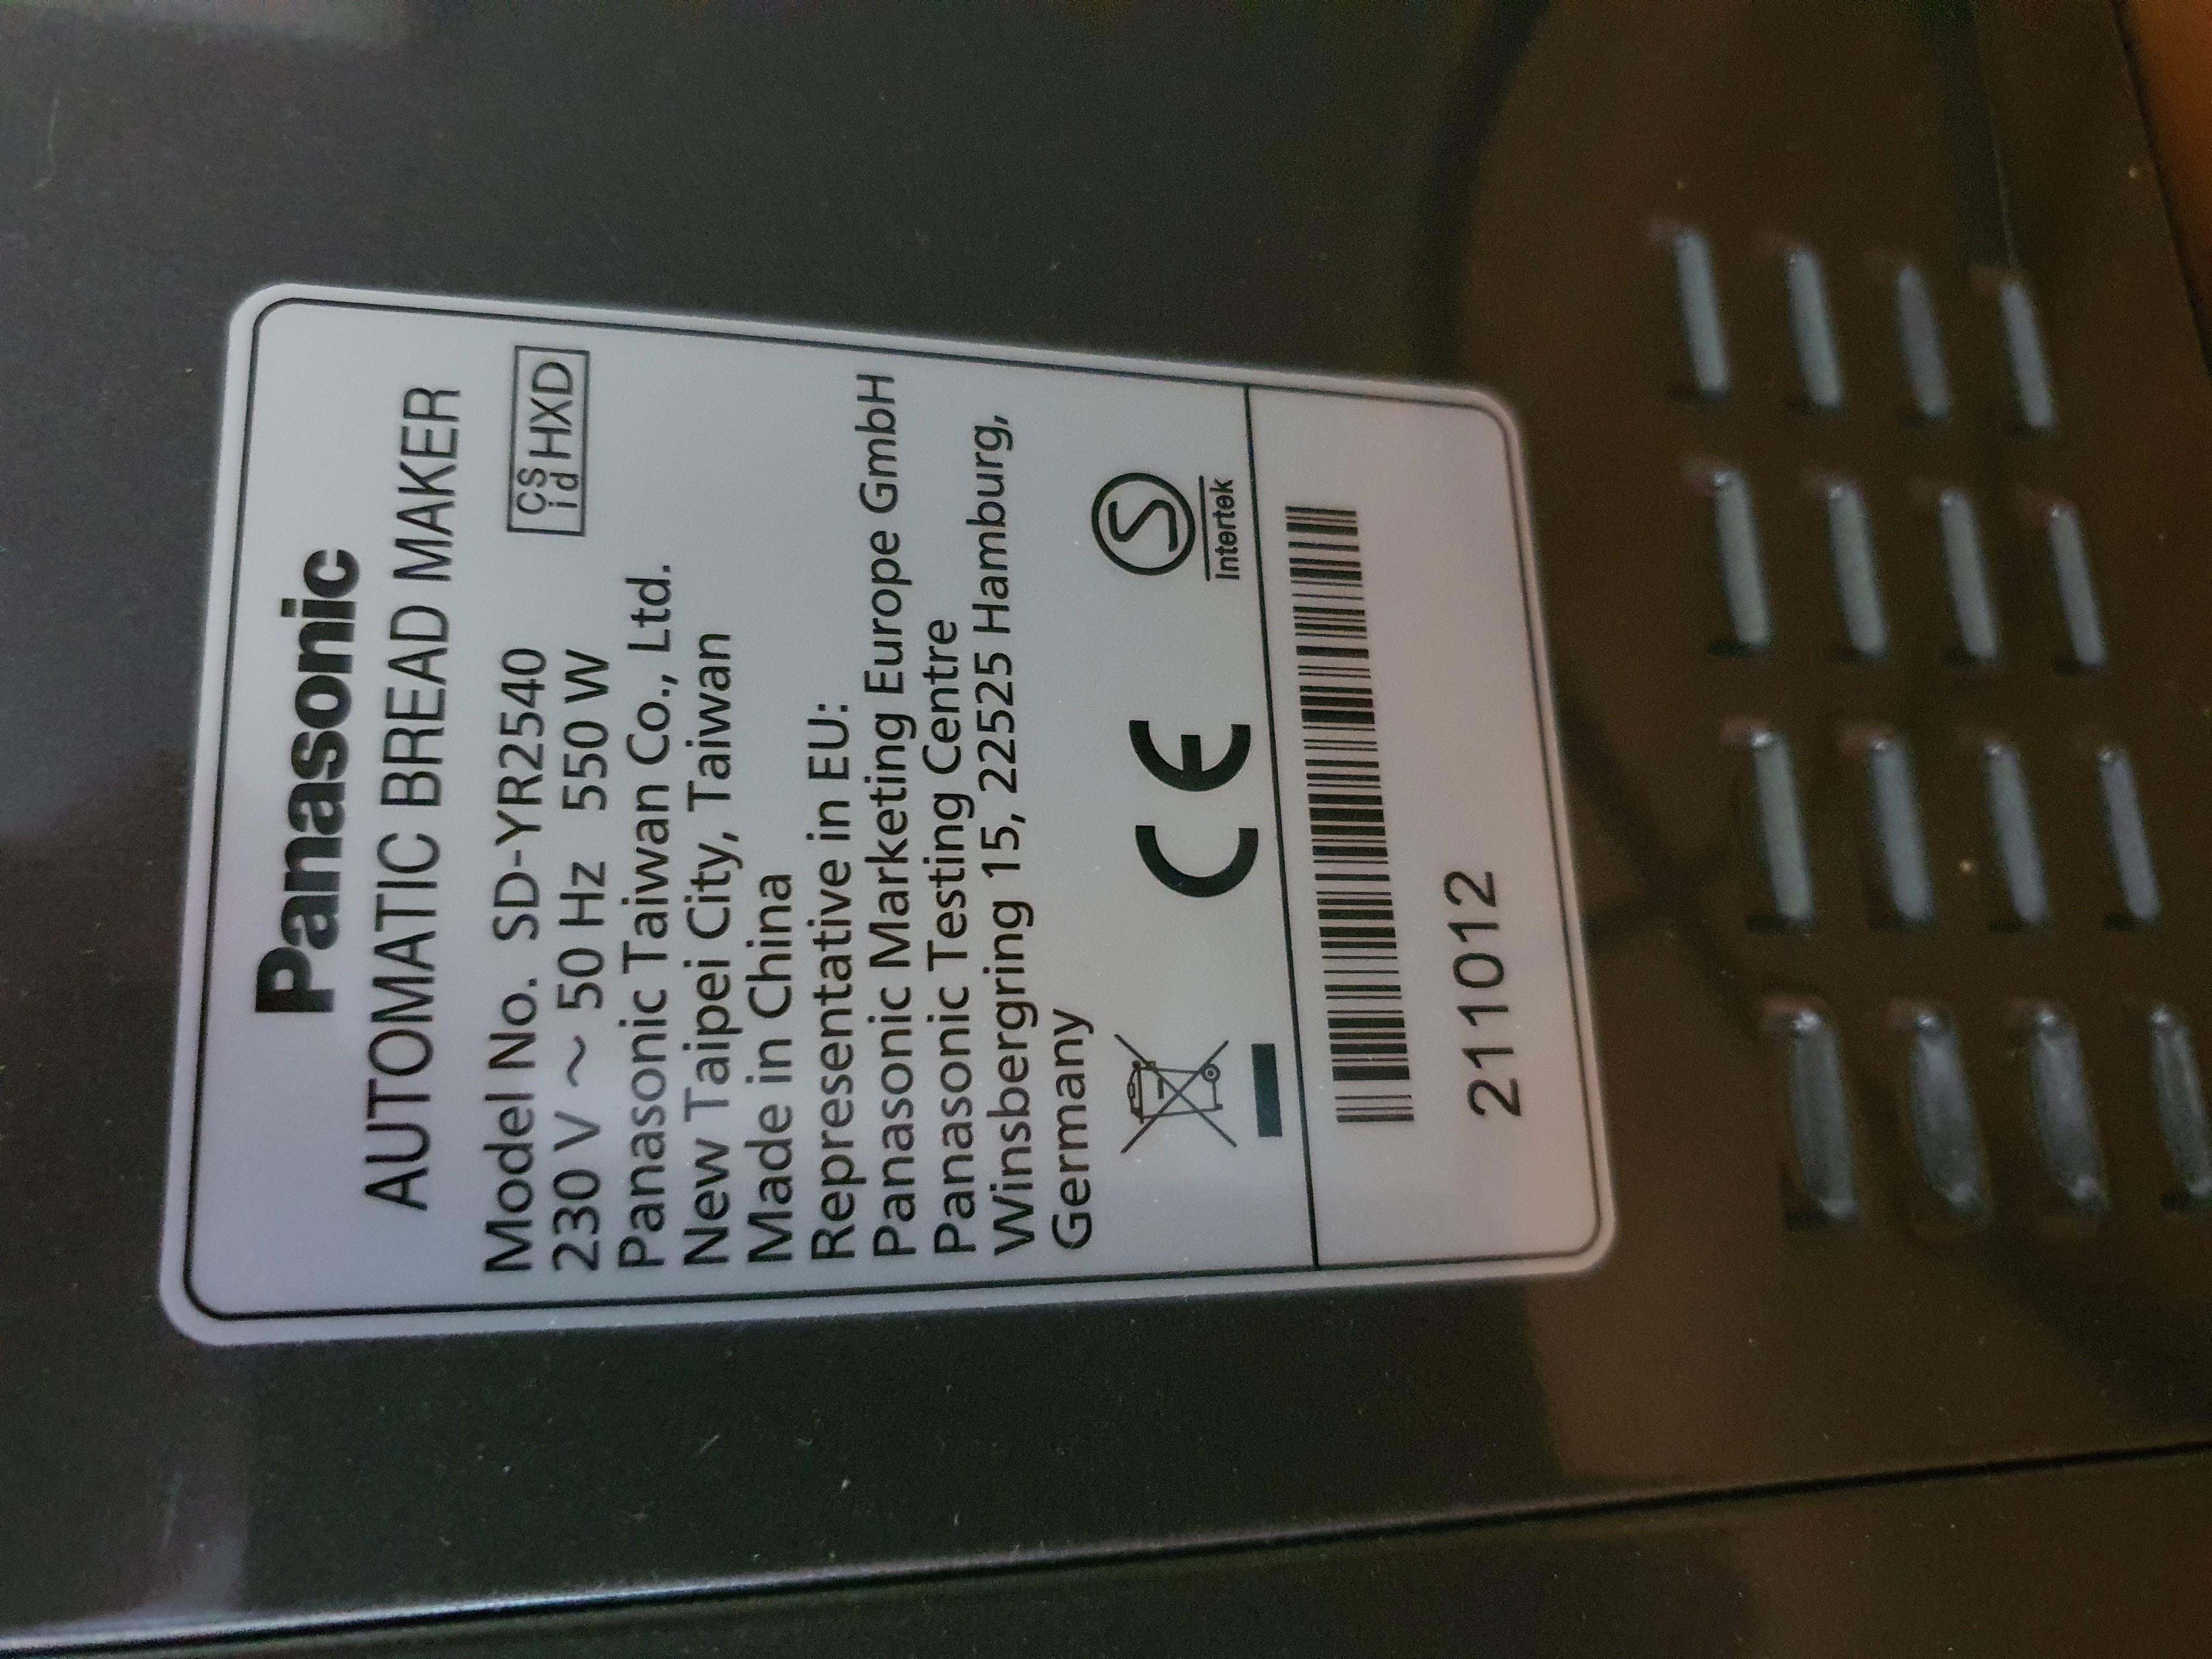 Panasonic
AUTOMATIC BREAD MAKER
Model No. SD-YR2540
CS
id HXD
230 V ~ 50 Hz 550 W
Panasonic Taiwan Co., Ltd.
New Taipei City, Taiwan
Made in China
Representative in EU:
Panasonic Marketing Europe GmbH
Panasonic Testing Centre
Winsbergring 15, 22525 Hamburg,
Germany
CE
S
Intertek
211012